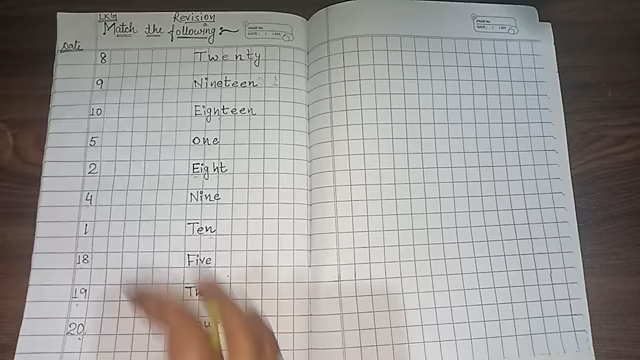 LKG Revision
Match the following :-
Date
8 Twenty
9 Nineteen
10 Eighteen
5 one
2 Eight
4 Nine
1 Ten
18 Five
19
20